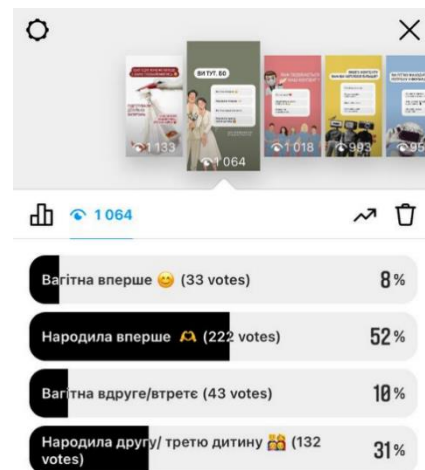 ВИ ТУТ, БО
1 133
1 064
1 018
993
1 064
Вагітна вперше 😊 (33 votes)
8%
Народила вперше 🫶 (222 votes)
52%
Вагітна вдруге/втретє (43 votes)
10%
Народила другу/ третю дитину 👯 (132
votes)
31%